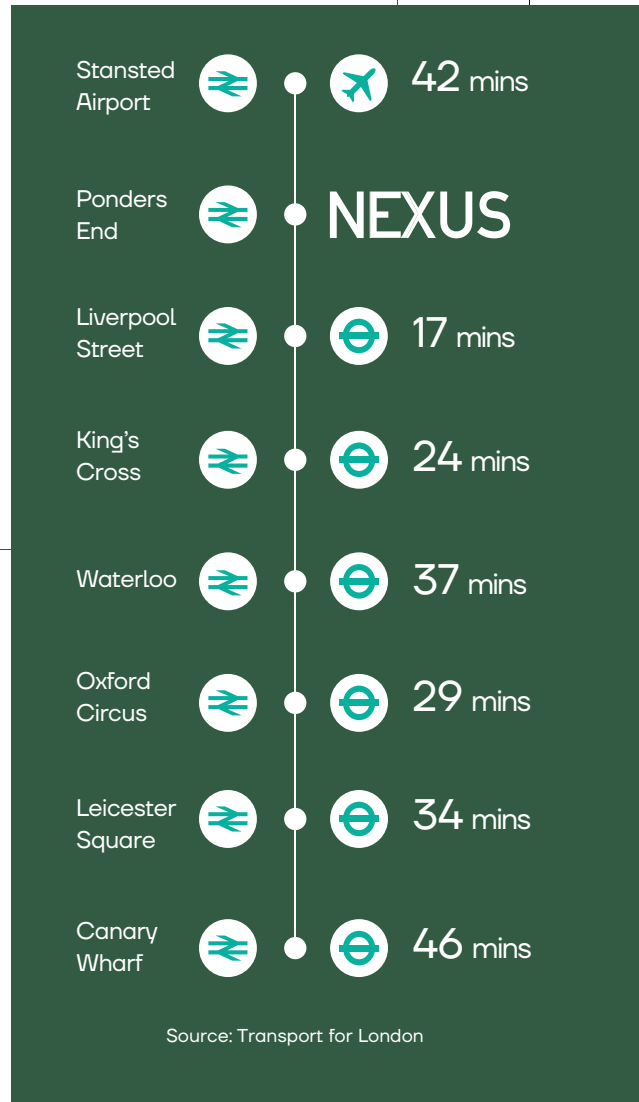 Stansted
Airport
42 mins
Ponders
End
NEXUS
Liverpool
Street
17 mins
King's
Cross
24 mins
Waterloo
37 mins
Oxford
Circus
29 mins
Leicester
Square
34 mins
Canary
Wharf
46 mins
Source: Transport for London